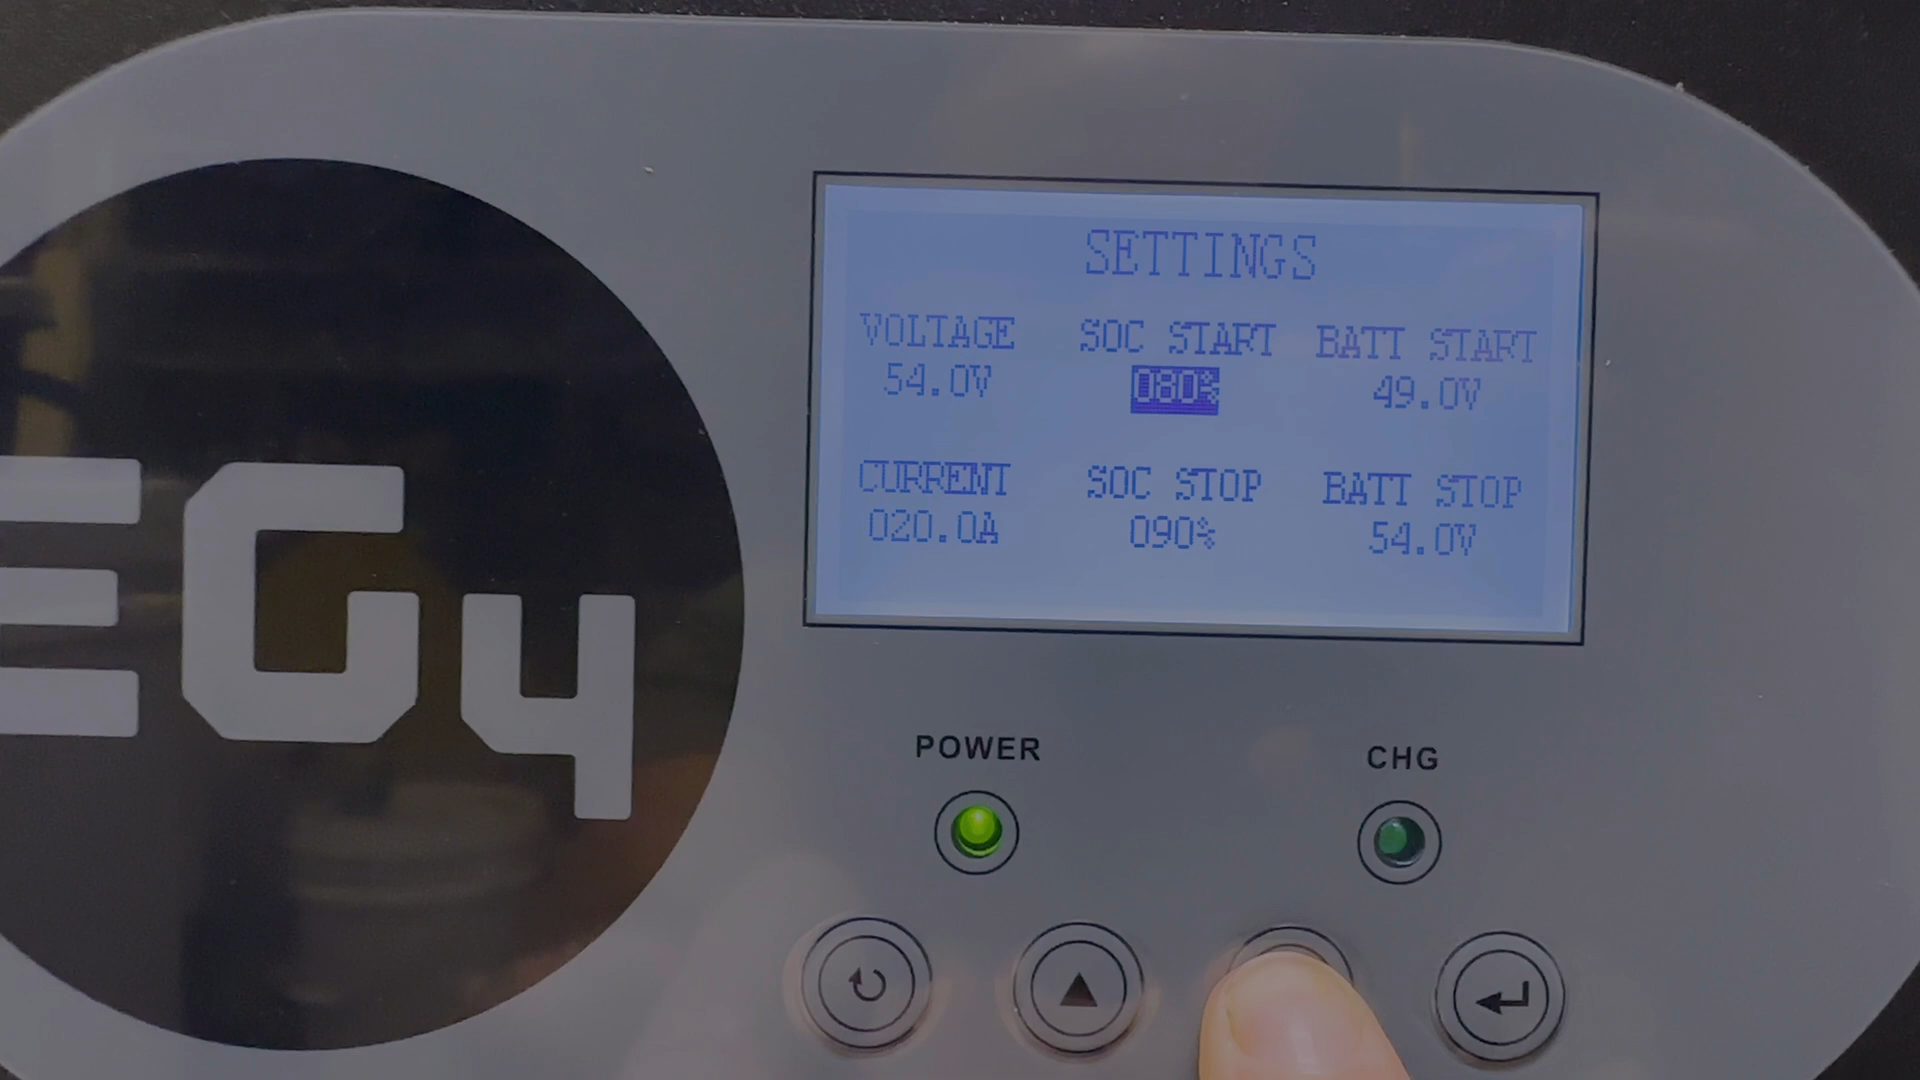 SETTINGS
VOLTAGE SOC START BATT START
54.0V 080% 49.0V
CURRENT SOC STOP BATT STOP
020.0A 090% 54.0V
EG4
POWER CHG